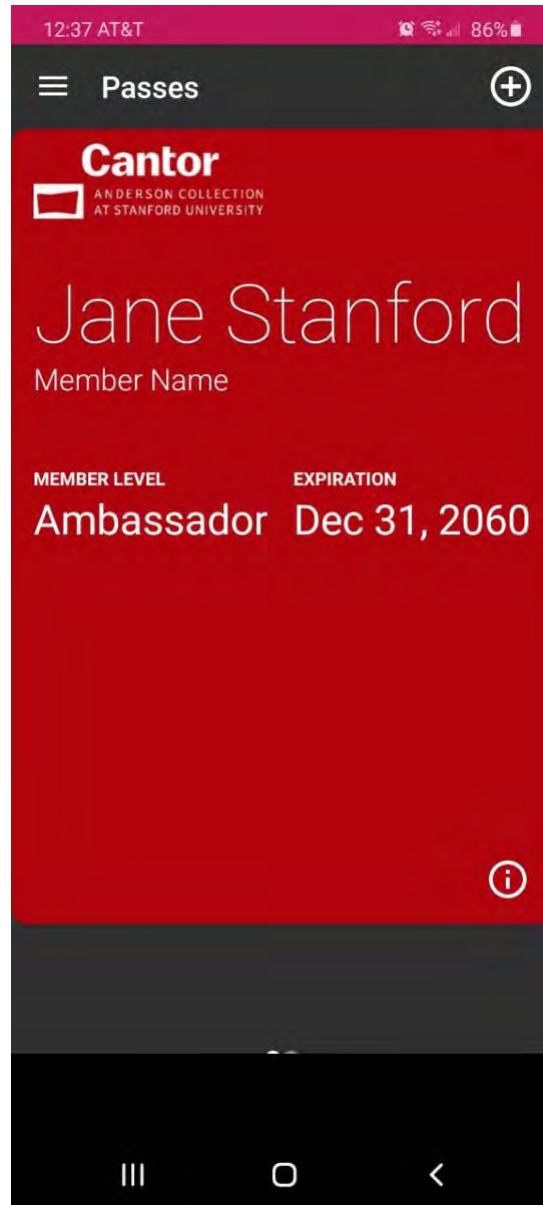 12:37 AT&T 86%
Passes
Cantor
ANDERSON COLLECTION
AT STANFORD UNIVERSITY
Jane Stanford
Member Name
MEMBER LEVEL EXPIRATION
Ambassador Dec 31, 2060